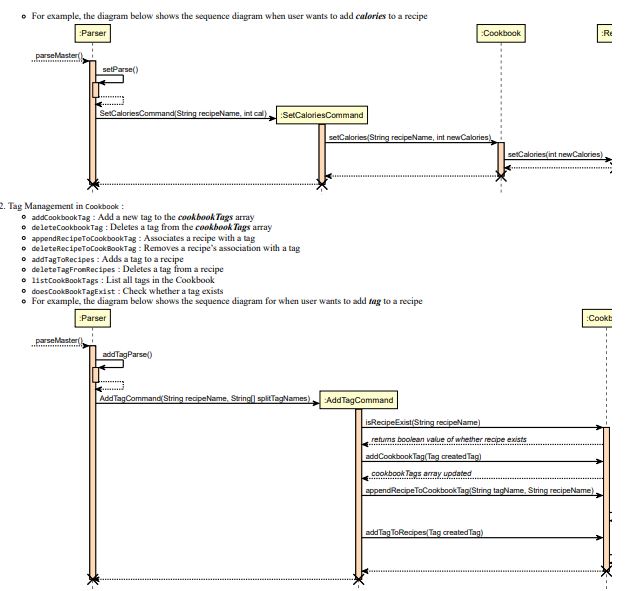 For example, the diagram below shows the sequence diagram when user wants to add calories to a recipe
:Parser
:Cookbook
:Re
parseMaster()
setParse()
SetCaloriesCommand(String recipeName, int cal)
:SetCaloriesCommand
setCalories(String recipeName, int newCalories)
setCalories(int newCalories)
2. Tag Management in Cookbook :
addCookbookTag : Add a new tag to the cookbookTags array
deleteCookbookTag : Deletes a tag from the cookbookTags array
appendRecipeToCookbookTag : Associates a recipe with a tag
deleteRecipeToCookBookTag : Removes a recipe's association with a tag
addTagToRecipes : Adds a tag to a recipe
deleteTagFromRecipes : Deletes a tag from a recipe
listCookBookTags : List all tags in the Cookbook
doesCookBookTagExist : Check whether a tag exists
For example, the diagram below shows the sequence diagram for when user wants to add tag to a recipe
:Parser
:Cookb
parseMaster()
addTagParse()
AddTagCommand(String recipeName, String[] splitTagNames)
:AddTagCommand
isRecipeExist(String recipeName)
returns boolean value of whether recipe exists
addCookbookTag(Tag createdTag)
cookbookTags array updated
appendRecipeToCookbookTag(String tagName, String recipeName)
addTagToRecipes(Tag createdTag)